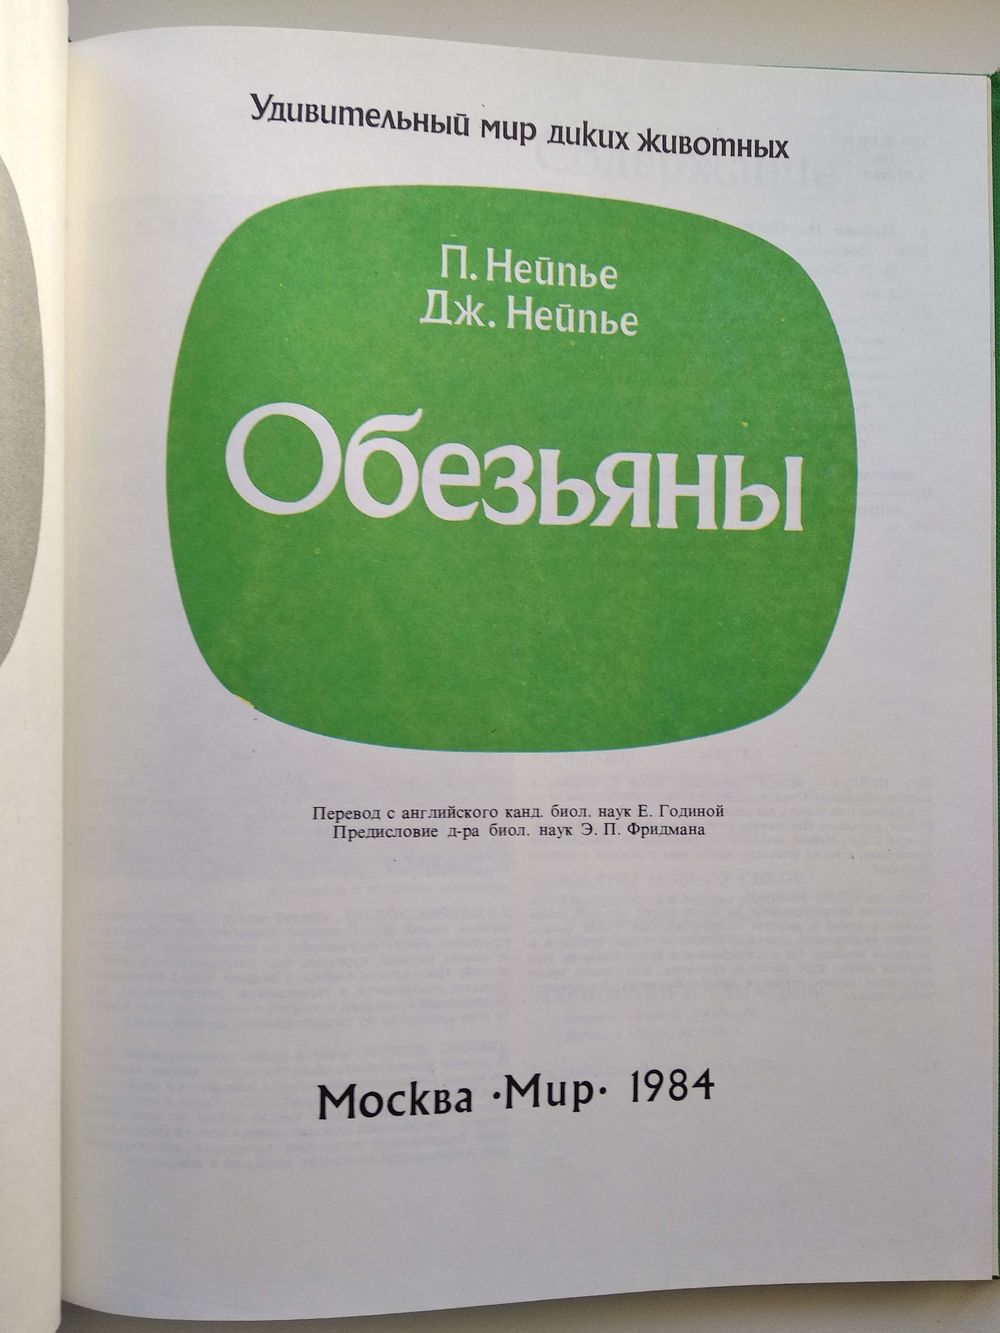 Удивительный мир диких животных
П. Нейпье
Дж. Нейпье
Обезьяны
Перевод с английского канд. биол. наук Е. Годиной
Предисловие д-ра биол. наук Э. П. Фридмана
Москва ·Мир· 1984